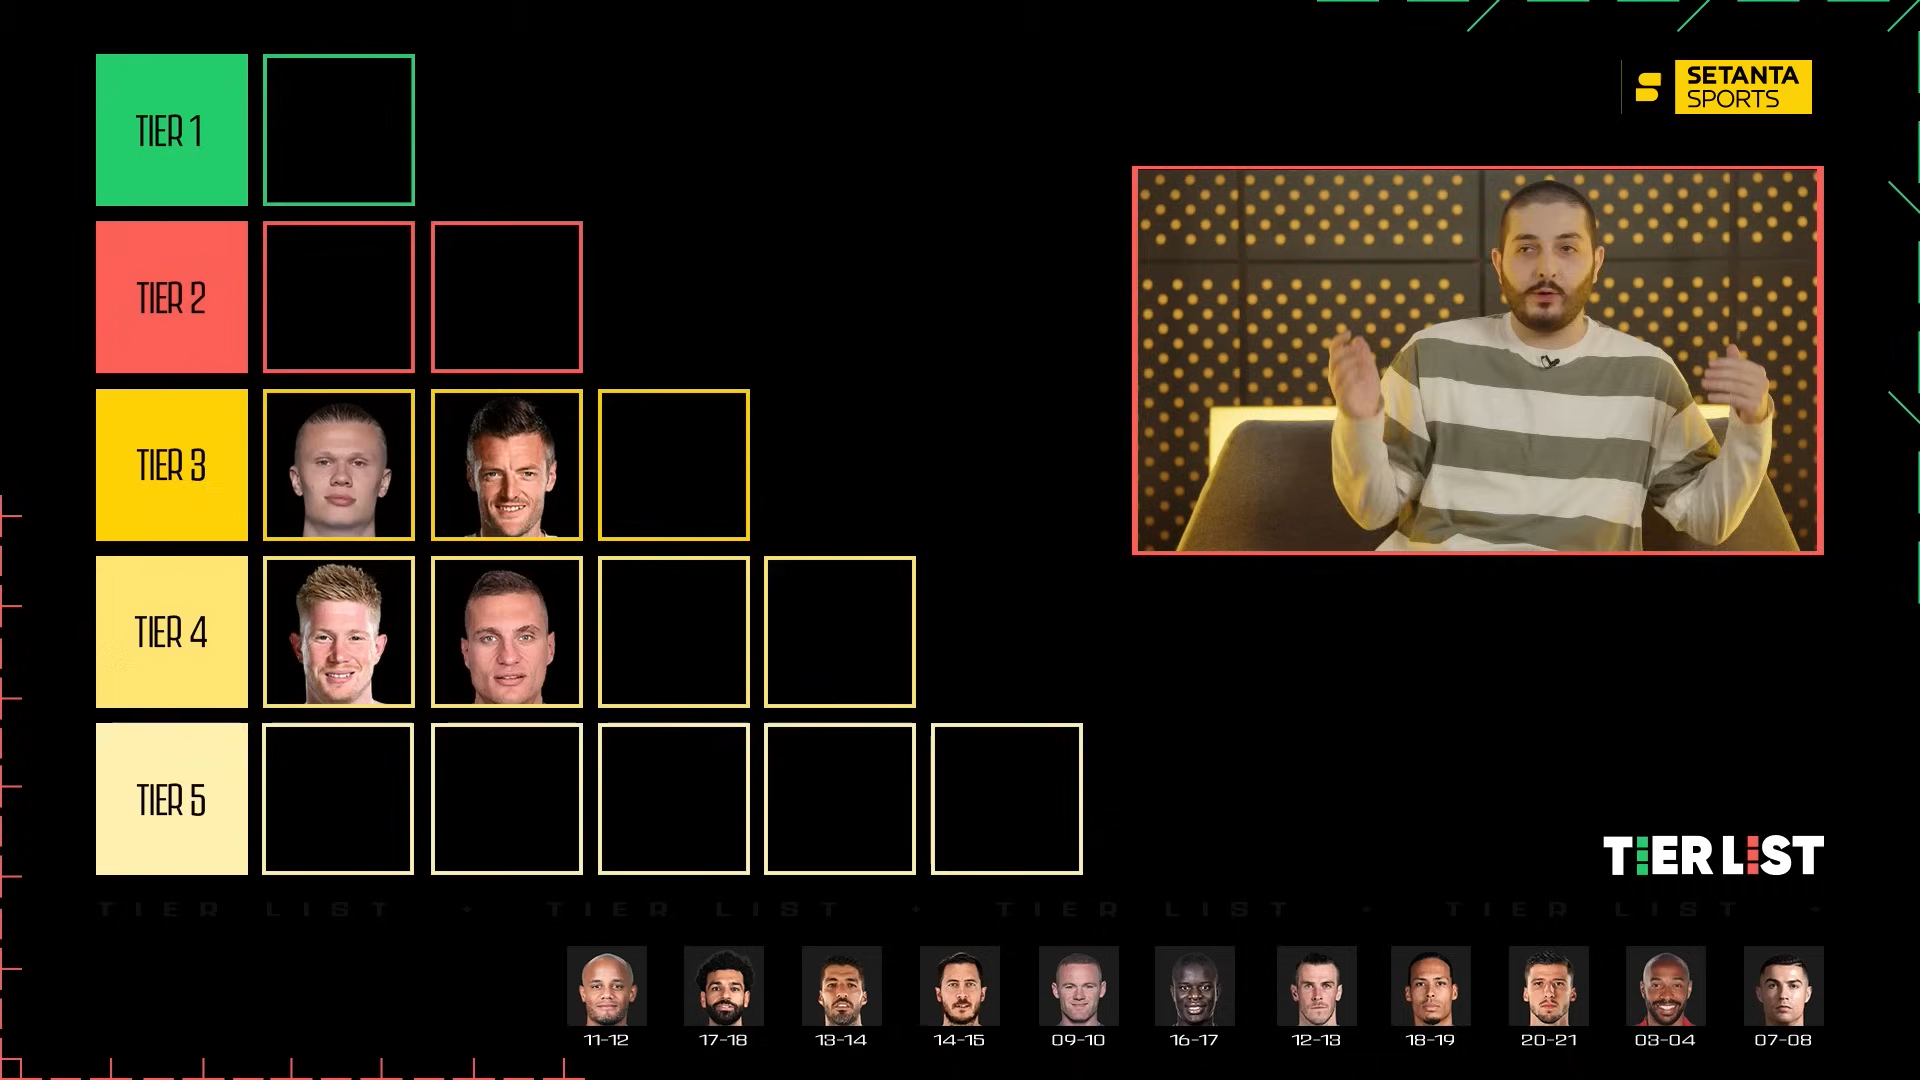 TIER 1
SETANTA
SPORTS
TIER 2
TIER 3
TIER 4
TIER 5
TIER LIST
TIER LIST • TIER LIST • TIER LIST • TIER LIST •
11-12 17-18 13-14 14-15 09-10 16-17 12-13 18-19 20-21 03-04 07-08